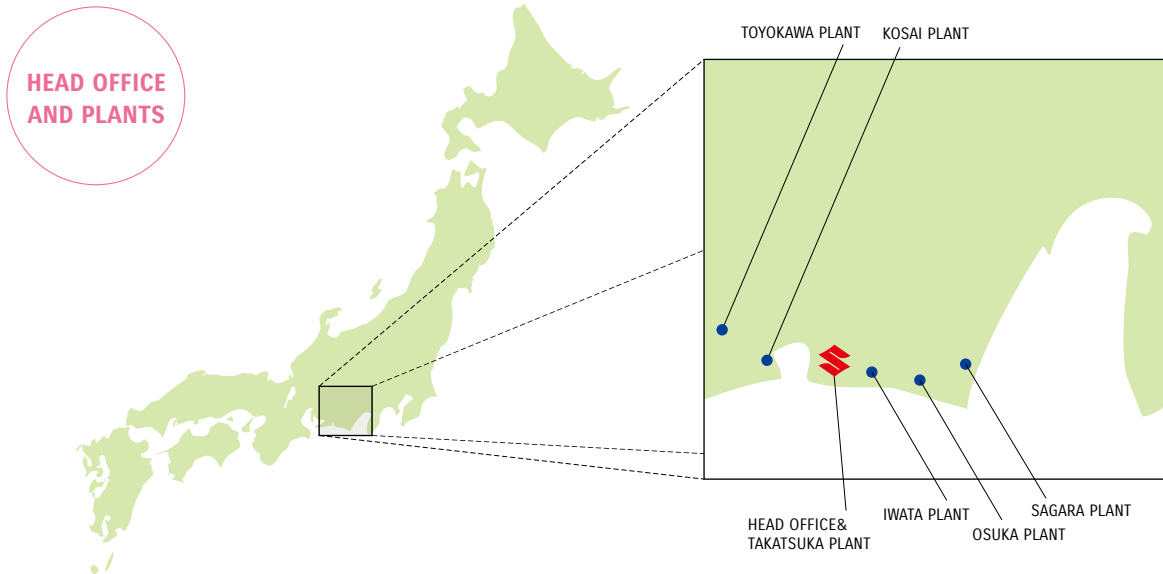 HEAD OFFICE
AND PLANTS
TOYOKAWA PLANT
KOSAI PLANT
HEAD OFFICE&
TAKATSUKA PLANT
IWATA PLANT
OSUKA PLANT
SAGARA PLANT